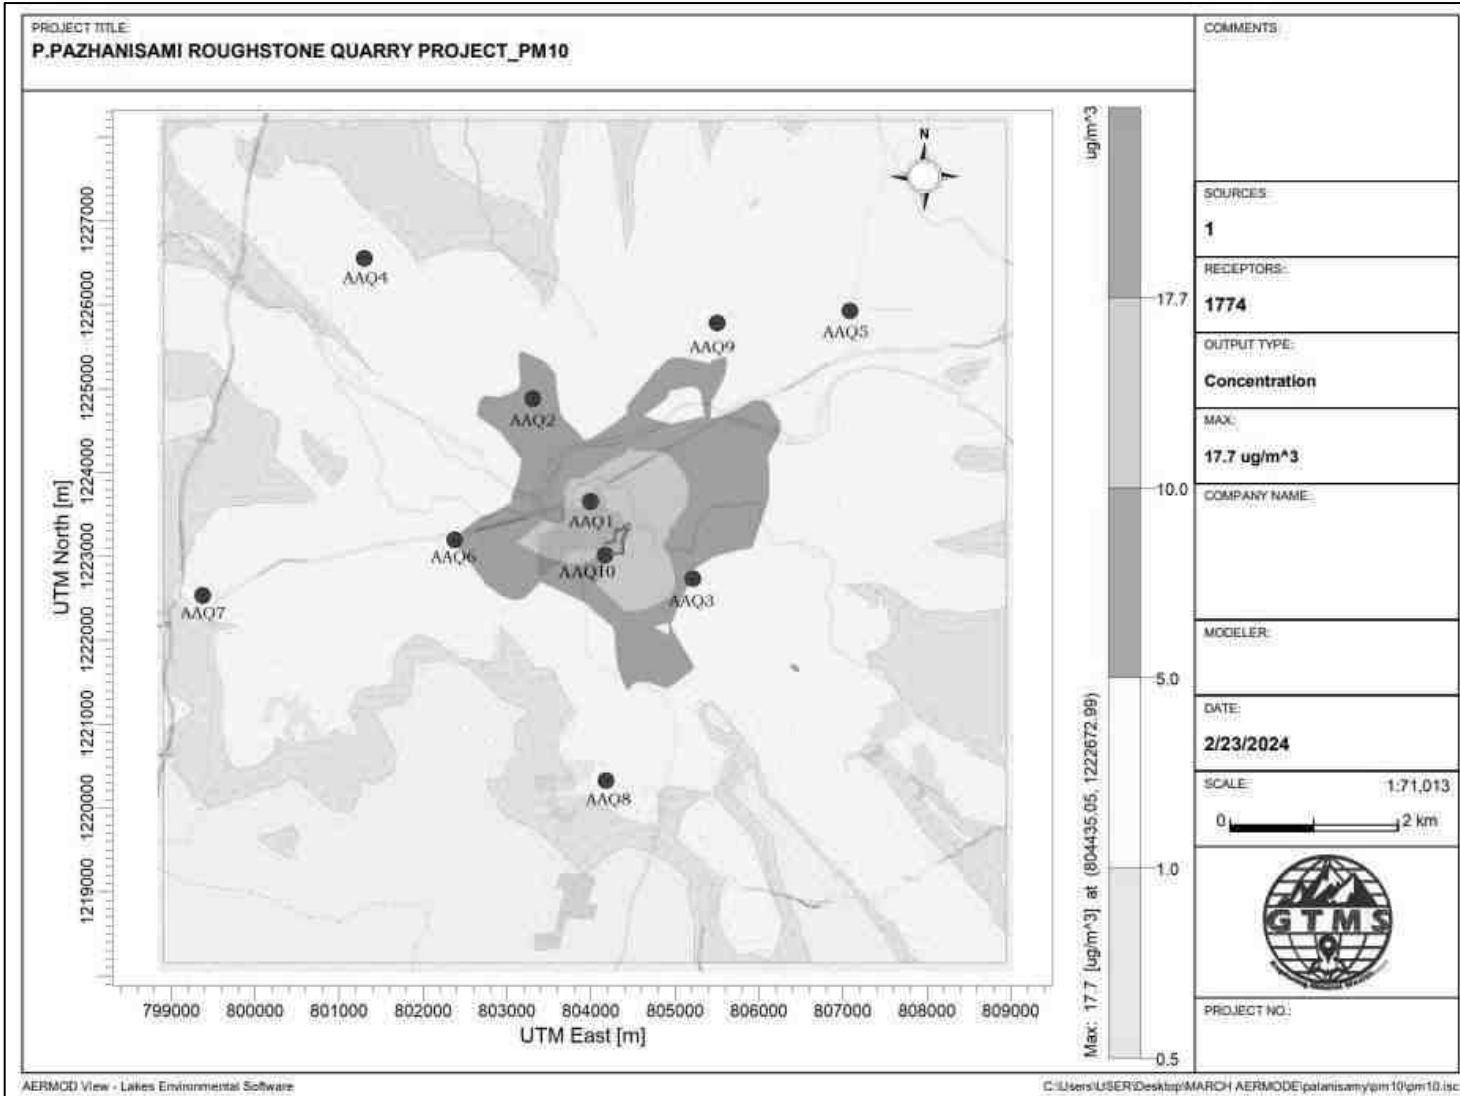 PROJECT TITLE:
P.PAZHANISAMI ROUGHSTONE QUARRY PROJECT_PM10
COMMENTS:
SOURCES:
1
RECEPTORS:
1774
OUTPUT TYPE:
Concentration
MAX:
17.7 ug/m^3
COMPANY NAME:
MODELER:
DATE:
2/23/2024
SCALE:
1:71,013
0
2 km
GTMS
PROJECT NO.:
N
AAQ4
AAQ5
AAQ9
AAQ2
AAQ1
AAQ6
AAQ10
AAQ3
AAQ7
AAQ8
UTM North [m]
1227000
1226000
1225000
1224000
1223000
1222000
1221000
1220000
1219000
799000 800000 801000 802000 803000 804000 805000 806000 807000 808000 809000
UTM East [m]
ug/m^3
17.7
10.0
5.0
1.0
0.5
Max: 17.7 [ug/m^3] at (804435.05, 1222672.99)
AERMOD View - Lakes Environmental Software
C:\Users\USER\Desktop\MARCH AERMODE\palanisamy\pm10\pm10.isc